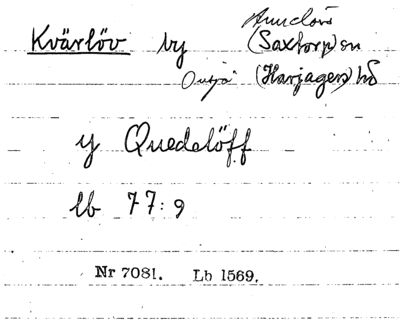 Annelöv
Kvärlöv by (Saxtorp) sn
Onsjö (Harjagers) hd
y Quedelöff
lb 77:9
Nr 7081. Lb 1569.